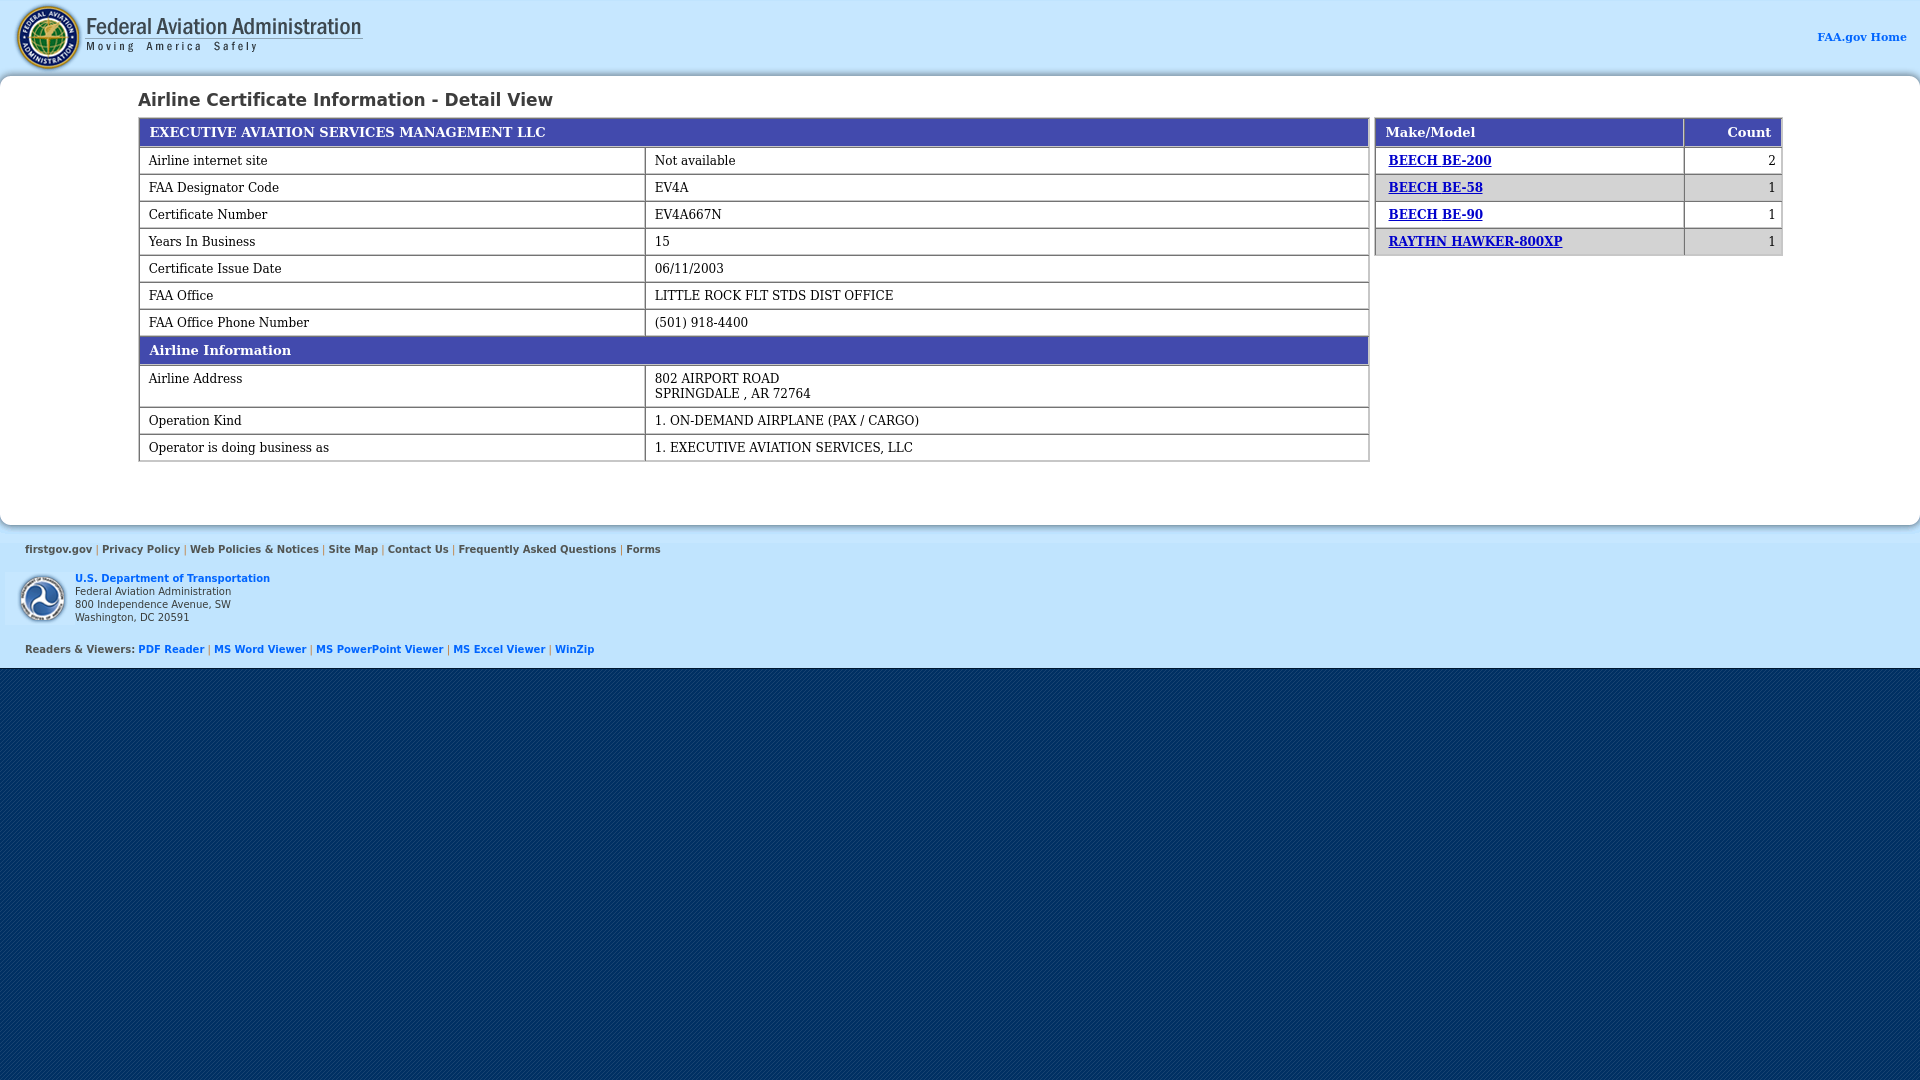 Federal Aviation Administration
Moving America Safely
FAA.gov Home
Airline Certificate Information - Detail View
EXECUTIVE AVIATION SERVICES MANAGEMENT LLC
Airline internet site Not available
FAA Designator Code EV4A
Certificate Number EV4A667N
Years In Business 15
Certificate Issue Date 06/11/2003
FAA Office LITTLE ROCK FLT STDS DIST OFFICE
FAA Office Phone Number (501) 918-4400
Airline Information
Airline Address 802 AIRPORT ROAD
SPRINGDALE , AR 72764
Operation Kind 1. ON-DEMAND AIRPLANE (PAX / CARGO)
Operator is doing business as 1. EXECUTIVE AVIATION SERVICES, LLC
Make/Model Count
BEECH BE-200 2
BEECH BE-58 1
BEECH BE-90 1
RAYTHN HAWKER-800XP 1
firstgov.gov | Privacy Policy | Web Policies & Notices | Site Map | Contact Us | Frequently Asked Questions | Forms
U.S. Department of Transportation
Federal Aviation Administration
800 Independence Avenue, SW
Washington, DC 20591
Readers & Viewers: PDF Reader | MS Word Viewer | MS PowerPoint Viewer | MS Excel Viewer | WinZip